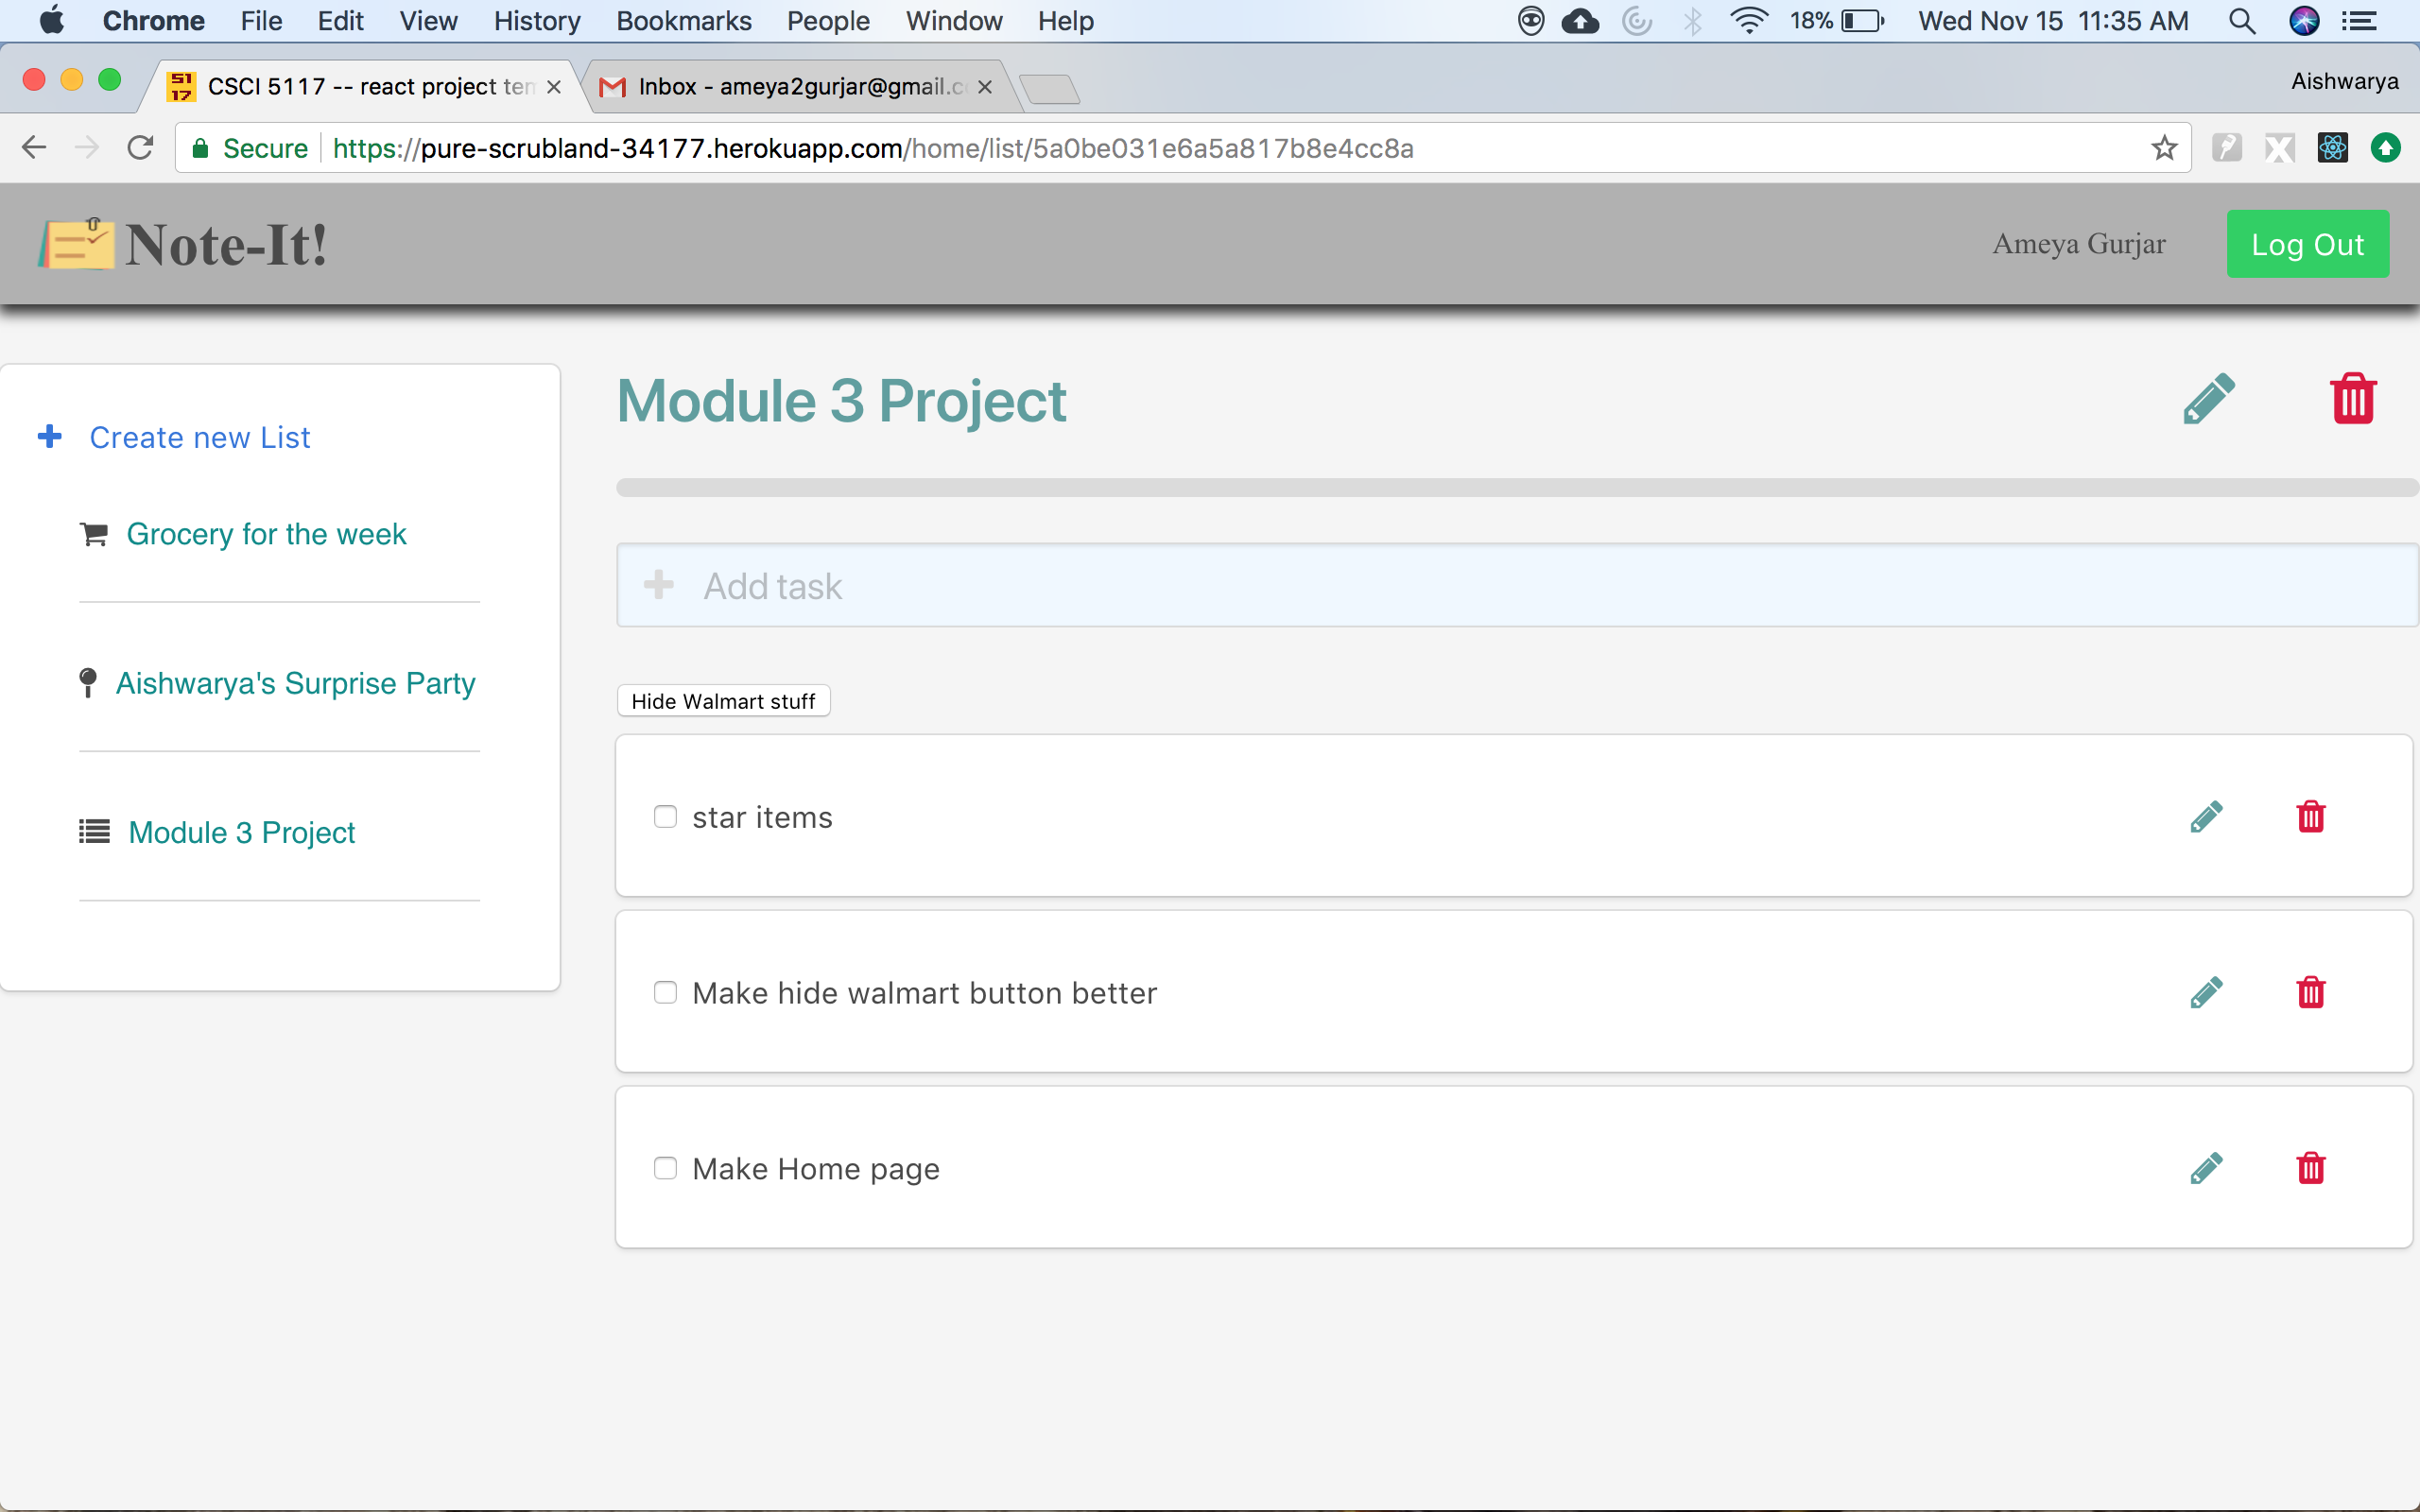 Chrome File Edit View History Bookmarks People Window Help 18% Wed Nov 15 11:35 AM
51 17 CSCI 5117 -- react project tem Inbox - ameya2gurjar@gmail.c Aishwarya
Secure https://pure-scrubland-34177.herokuapp.com/home/list/5a0be031e6a5a817b8e4cc8a
Note-It! Ameya Gurjar Log Out
Create new List
Grocery for the week
Aishwarya's Surprise Party
Module 3 Project
Module 3 Project
Add task
Hide Walmart stuff
star items
Make hide walmart button better
Make Home page